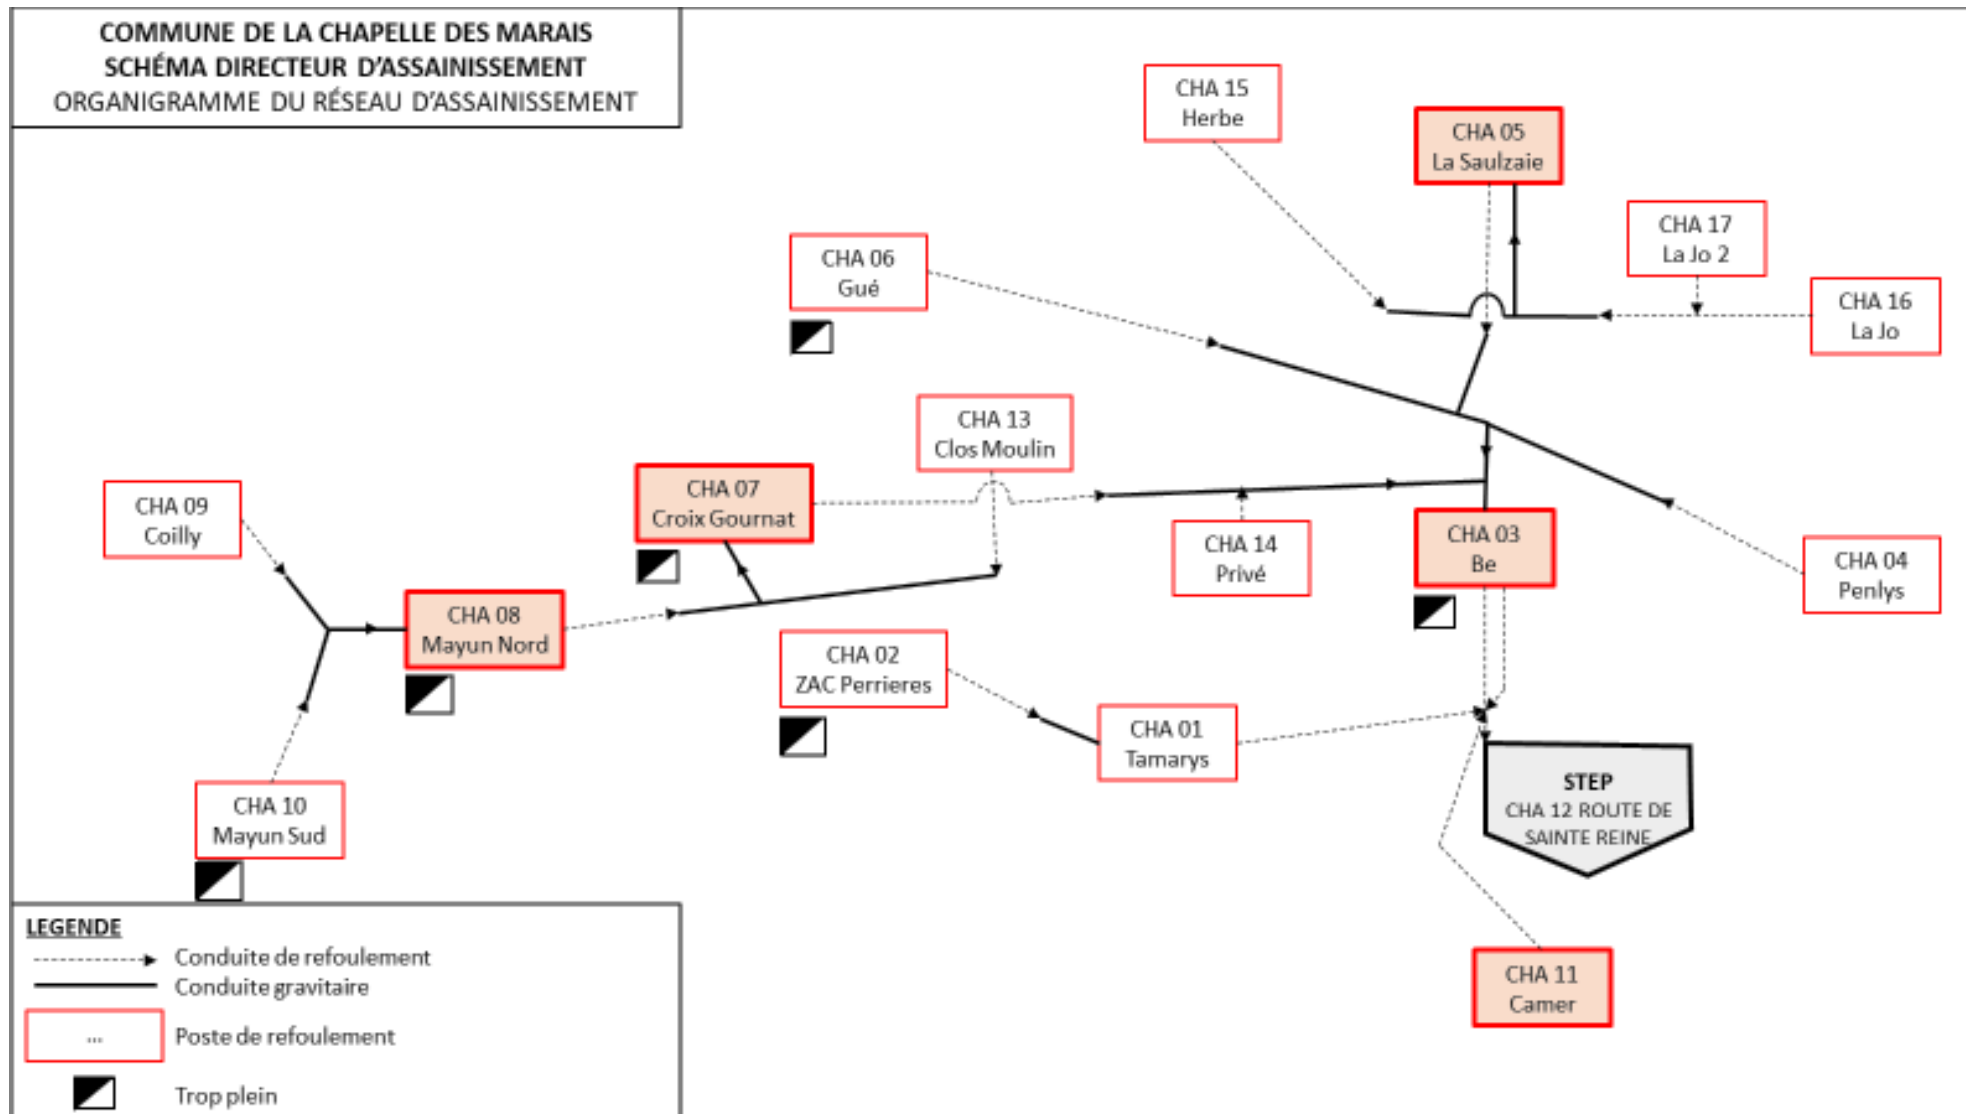 COMMUNE DE LA CHAPELLE DES MARAIS
SCHÉMA DIRECTEUR D'ASSAINISSEMENT
ORGANIGRAMME DU RÉSEAU D'ASSAINISSEMENT
CHA 15
Herbe
CHA 05
La Saulzaie
CHA 17
La Jo 2
CHA 06
Gué
CHA 16
La Jo
CHA 13
Clos Moulin
CHA 07
Croix Gournat
CHA 09
Coilly
CHA 14
Privé
CHA 03
Be
CHA 04
Penlys
CHA 08
Mayun Nord
CHA 02
ZAC Perrieres
CHA 01
Tamarys
CHA 10
Mayun Sud
STEP
CHA 12 ROUTE DE
SAINTE REINE
CHA 11
Camer
LEGENDE
Conduite de refoulement
Conduite gravitaire
...
Poste de refoulement
Trop plein